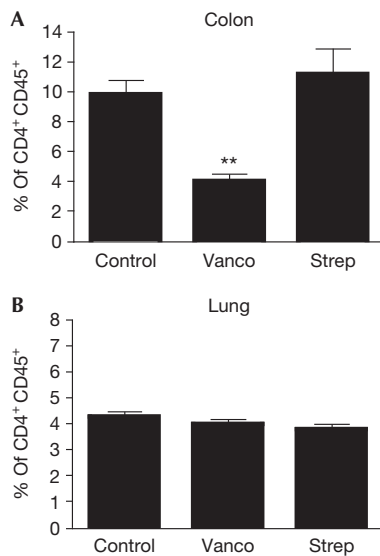 A
Colon
% Of CD4⁺ CD45⁺
14
12
10
8
6
4
2
0
**
Control Vanco Strep
B
Lung
% Of CD4⁺ CD45⁺
8
7
6
5
4
3
2
1
0
Control Vanco Strep